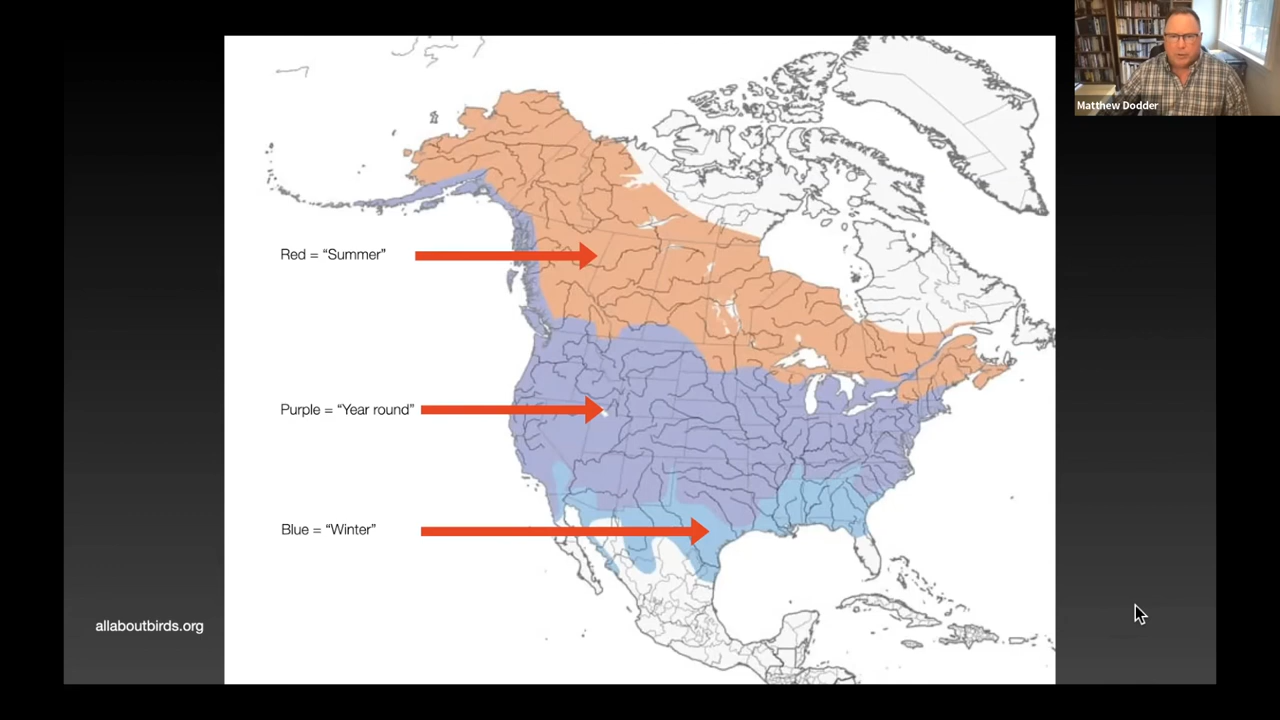 Matthew Dodder
Red = “Summer”
Purple = “Year round”
Blue = “Winter”
allaboutbirds.org